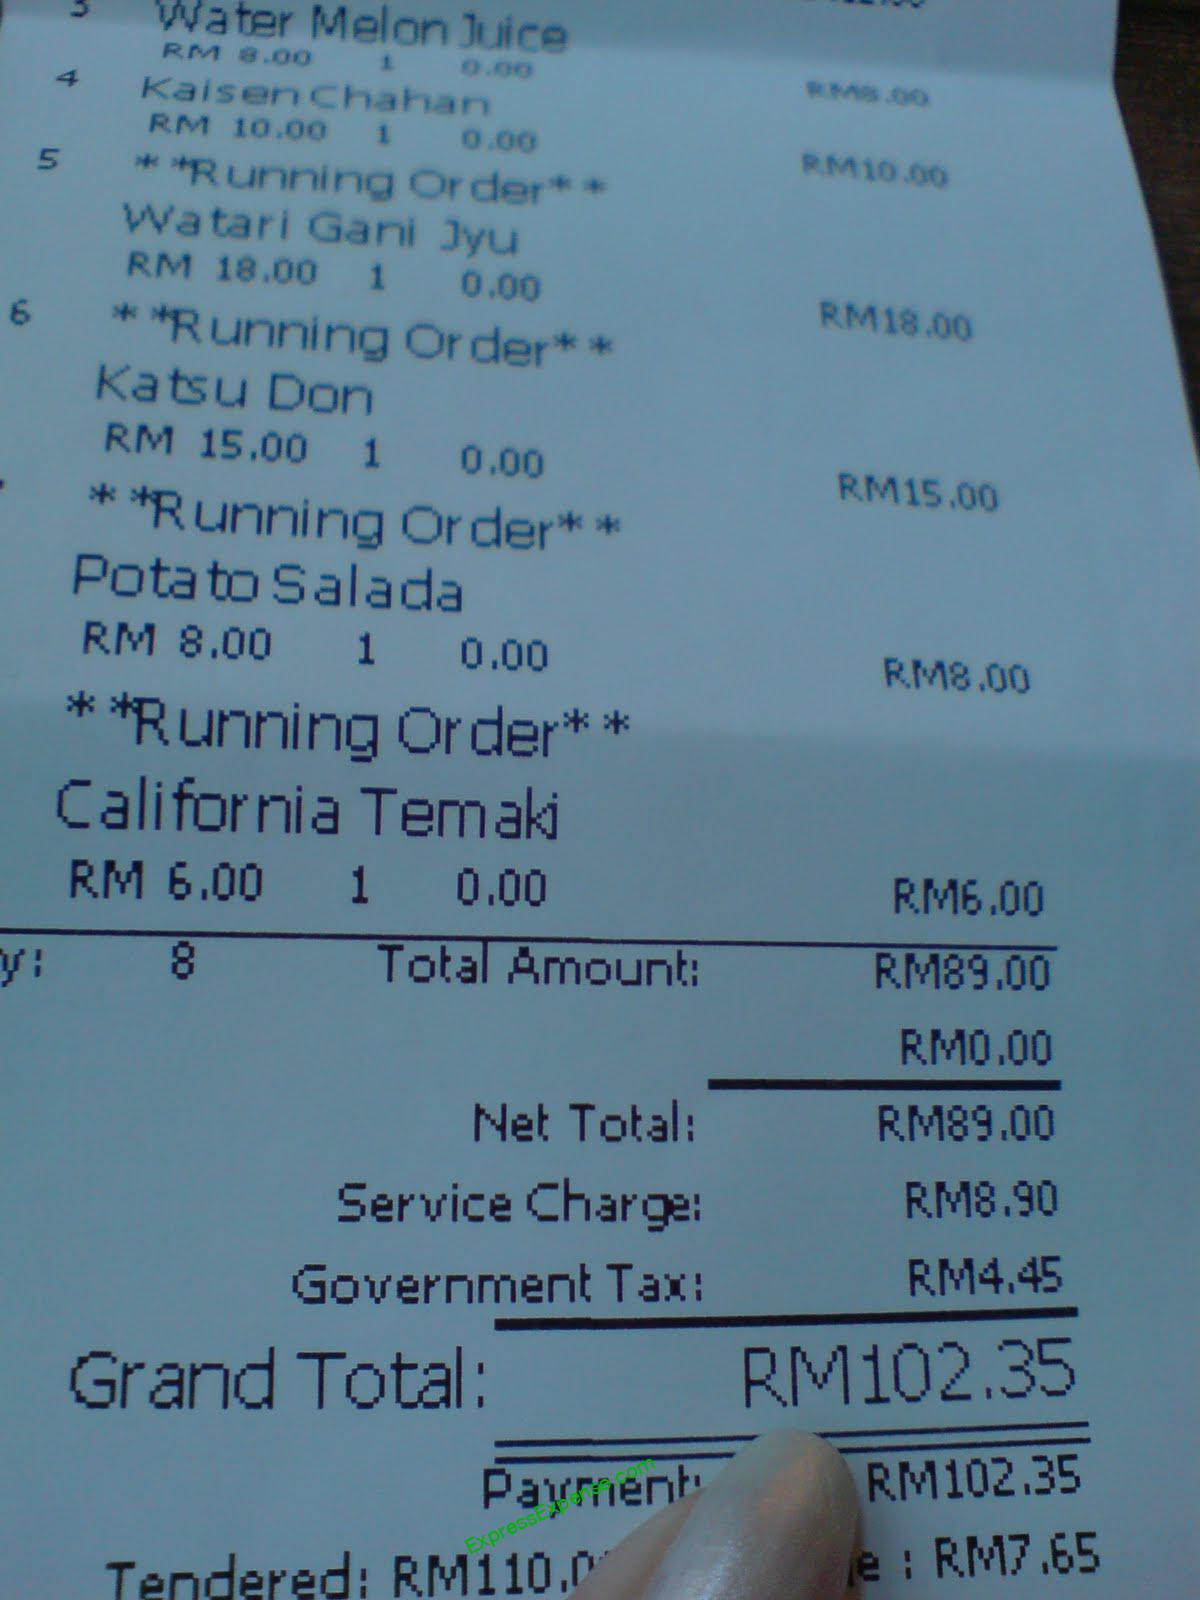 3 Water Melon Juice
RM 8.00 1 0.00 RM8.00
4 Kaisen Chahan
RM 10.00 1 0.00 RM10.00
5 **Running Order**
Watari Gani Jyu
RM 18.00 1 0.00 RM18.00
6 **Running Order**
Katsu Don
RM 15.00 1 0.00 RM15.00
**Running Order**
Potato Salada
RM 8.00 1 0.00 RM8.00
**Running Order**
California Temaki
RM 6.00 1 0.00 RM6.00
y: 8 Total Amount: RM89.00
RM0.00
Net Total: RM89.00
Service Charge: RM8.90
Government Tax: RM4.45
Grand Total: RM102.35
Payment: RM102.35
ExpressExpense.com
Tendered: RM110.0 e : RM7.65